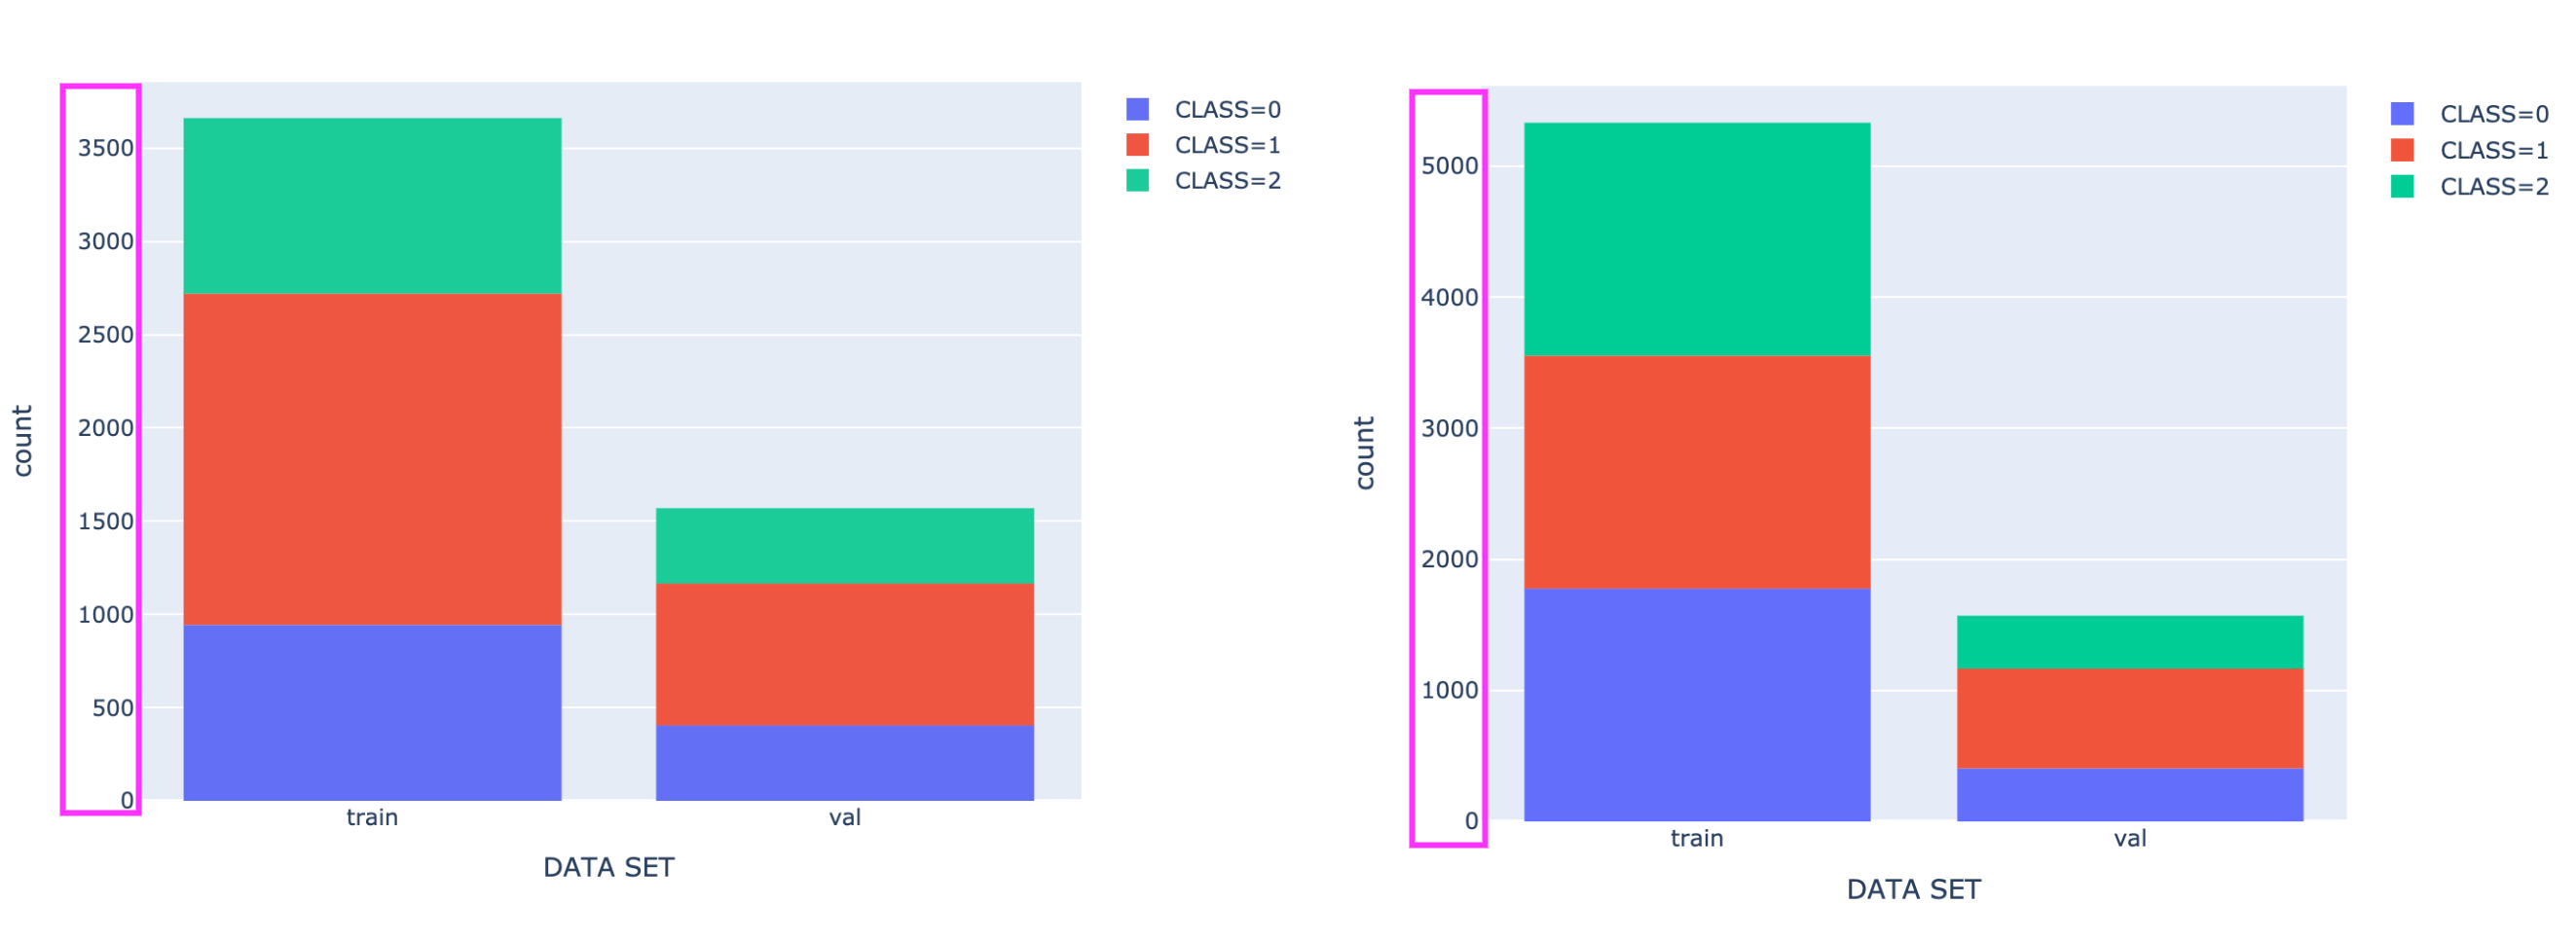 count
3500
3000
2500
2000
1500
1000
500
0
train val
DATA SET
CLASS=0
CLASS=1
CLASS=2
count
5000
4000
3000
2000
1000
0
train val
DATA SET
CLASS=0
CLASS=1
CLASS=2